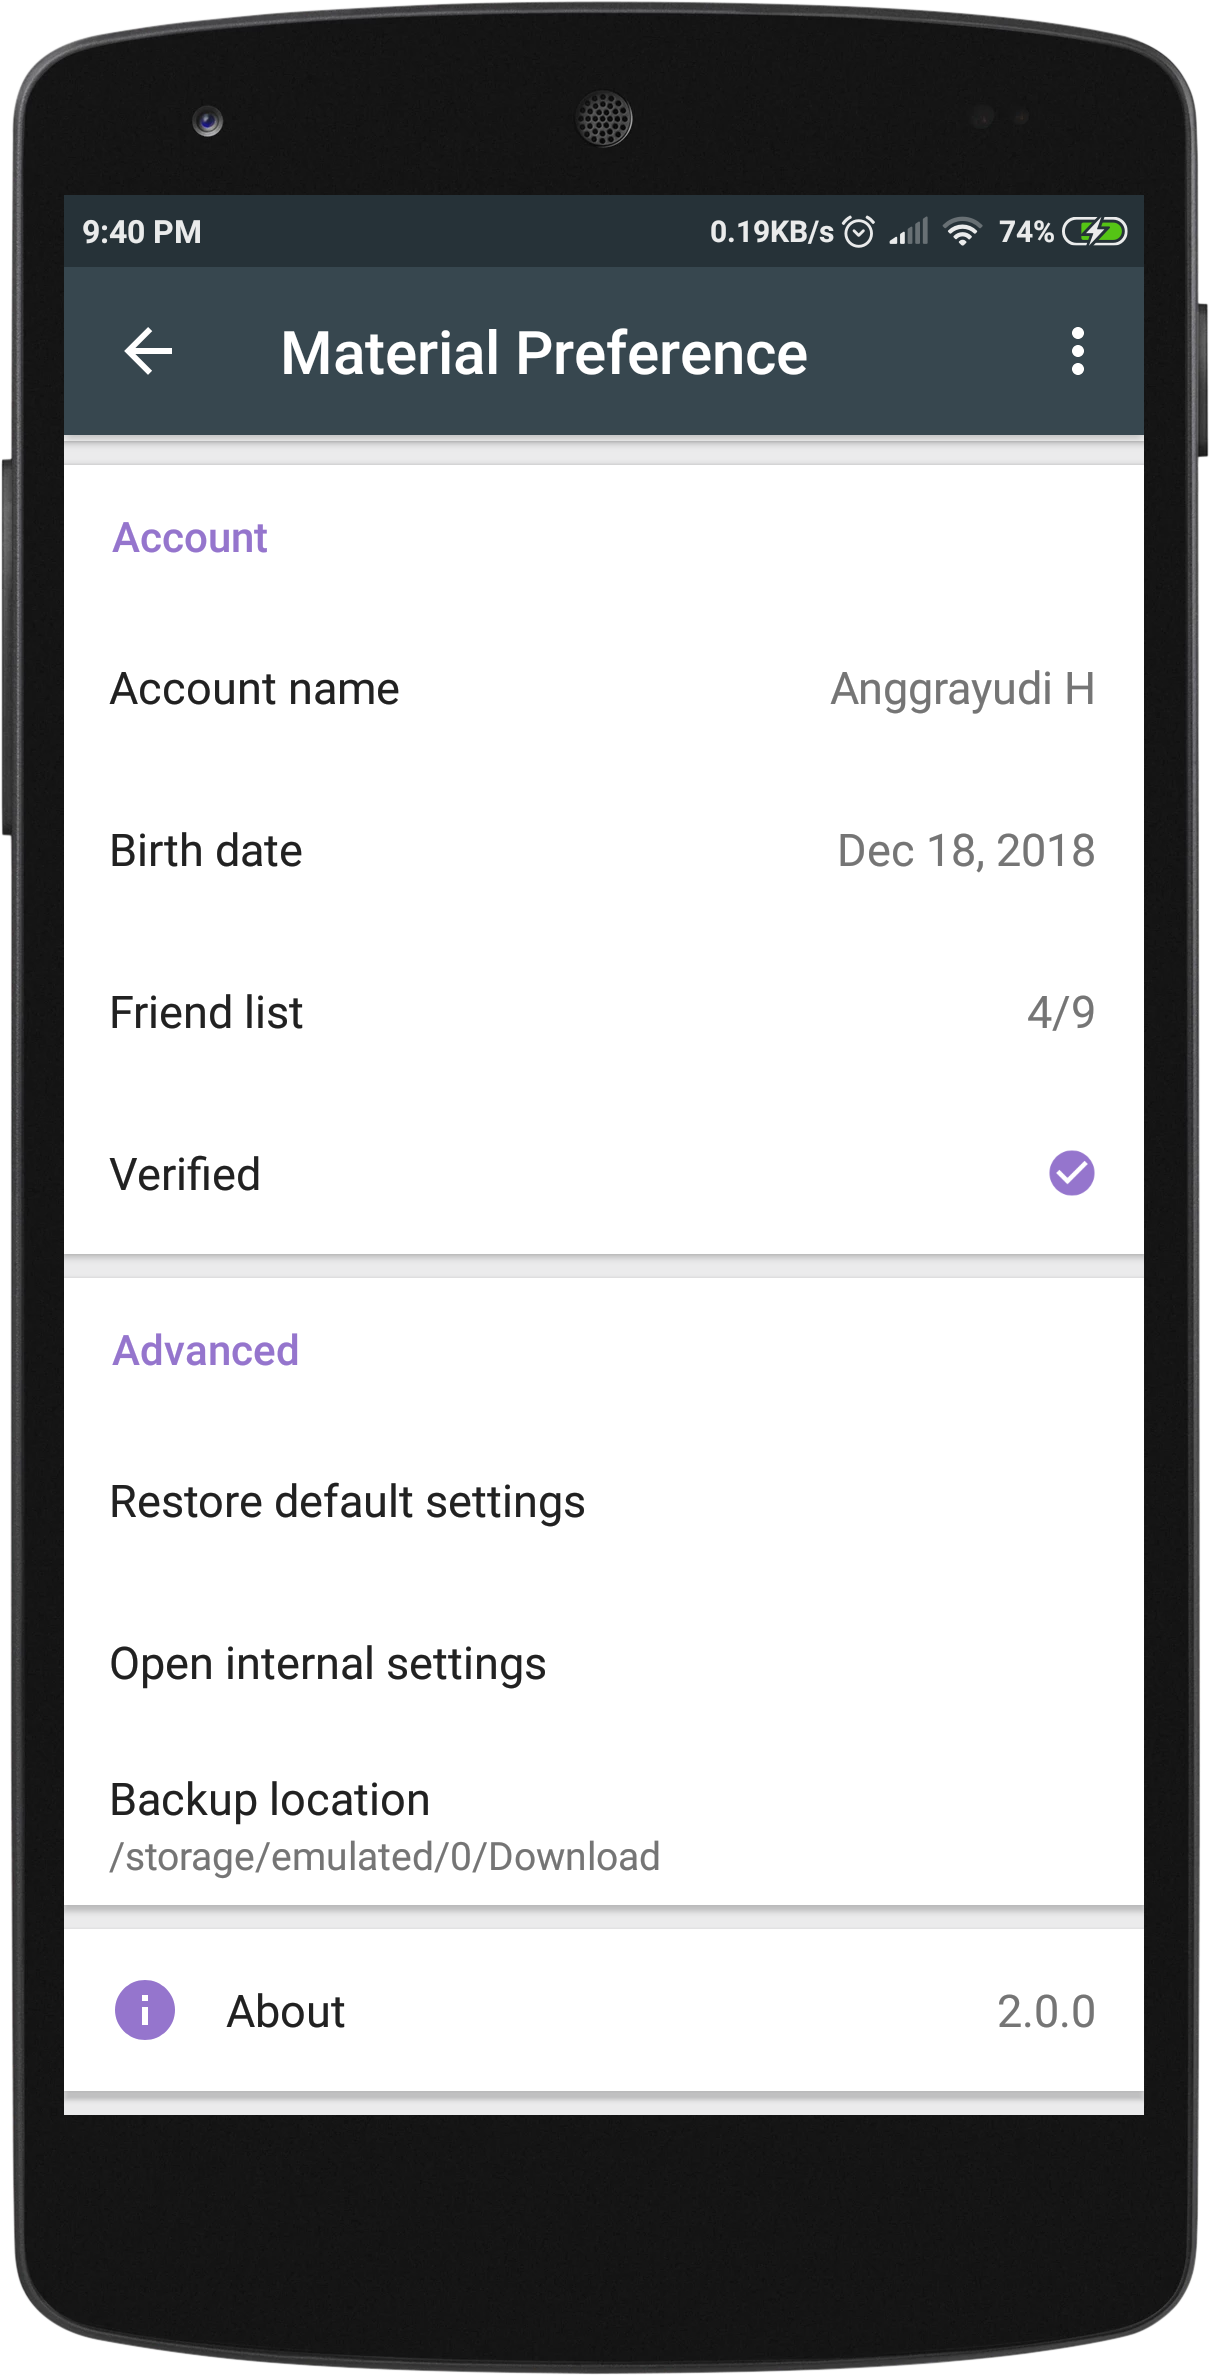 9:40 PM 0.19KB/s 74%
Material Preference
Account
Account name Anggrayudi H
Birth date Dec 18, 2018
Friend list 4/9
Verified
Advanced
Restore default settings
Open internal settings
Backup location
/storage/emulated/0/Download
About 2.0.0